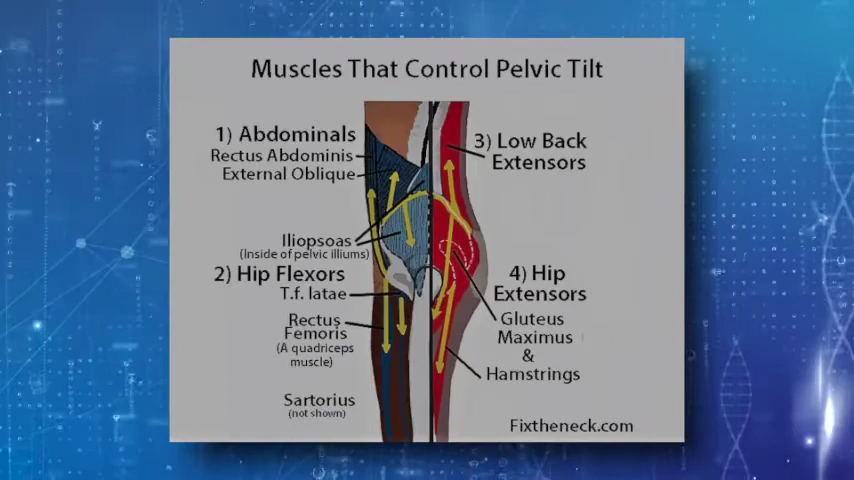 Muscles That Control Pelvic Tilt
1) Abdominals
Rectus Abdominis
External Oblique
Iliopsoas
(Inside of pelvic illiums)
2) Hip Flexors
T.f. latae
Rectus
Femoris
(A quadriceps
muscle)
Sartorius
(not shown)
3) Low Back
Extensors
4) Hip
Extensors
Gluteus
Maximus
&
Hamstrings
Fixtheneck.com